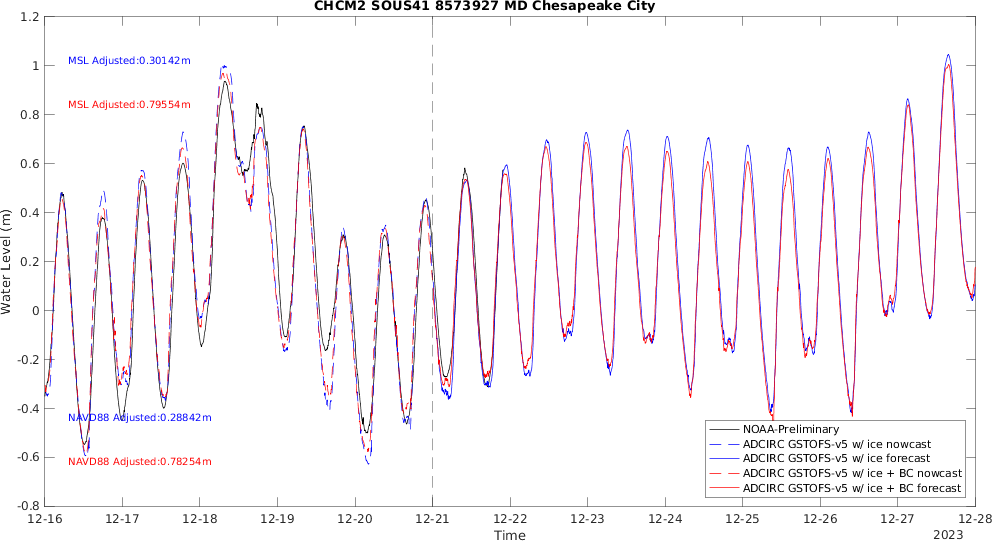 CHCM2 SOUS41 8573927 MD Chesapeake City
1.2
1
0.8
0.6
0.4
0.2
0
-0.2
-0.4
-0.6
-0.8
Water Level (m)
MSL Adjusted:0.30142m
MSL Adjusted:0.79554m
NAVD88 Adjusted:0.28842m
NAVD88 Adjusted:0.78254m
NOAA-Preliminary
ADCIRC GSTOFS-v5 w/ ice nowcast
ADCIRC GSTOFS-v5 w/ ice forecast
ADCIRC GSTOFS-v5 w/ ice + BC nowcast
ADCIRC GSTOFS-v5 w/ ice + BC forecast
12-16 12-17 12-18 12-19 12-20 12-21 12-22 12-23 12-24 12-25 12-26 12-27 12-28
Time
2023